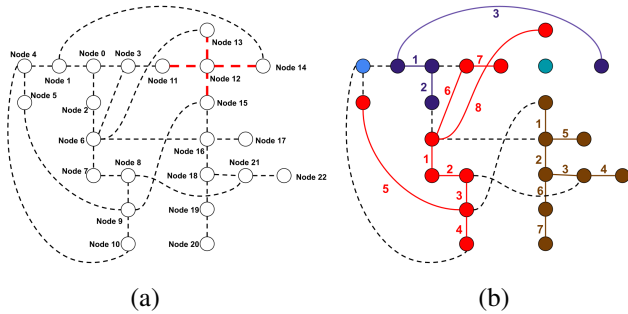 Node 13
Node 4
Node 0
Node 3
Node 1
Node 11
Node 12
Node 14
Node 5
Node 2
Node 15
Node 6
Node 16
Node 17
Node 7
Node 8
Node 18
Node 21
Node 22
Node 9
Node 19
Node 10
Node 20
(a)
3
1
7
2
6
8
1
5
1
2
2
3
4
5
3
6
4
7
(b)